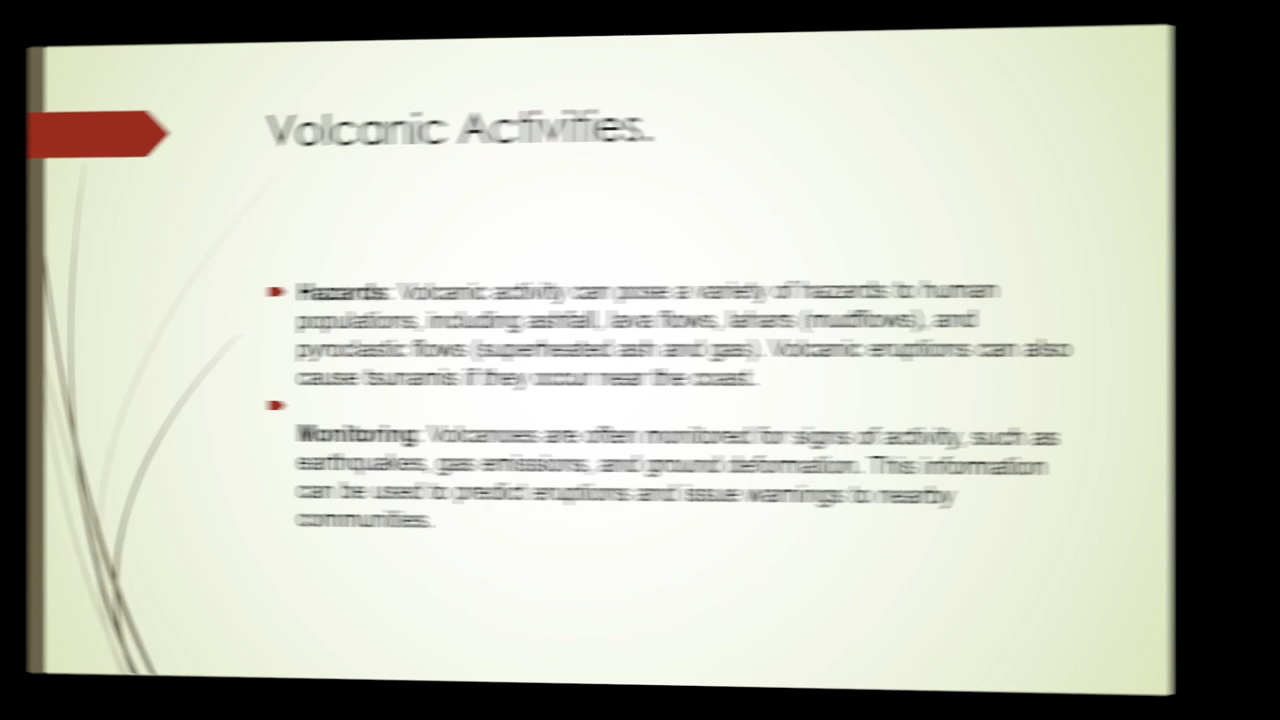 Volcanic Activities.
Hazards: Volcanic activity can pose a variety of hazards to human
populations, including ashfall, lava flows, lahars (mudflows), and
pyroclastic flows (superheated ash and gas). Volcanic eruptions can also
cause tsunamis if they occur near the coast.
Monitoring: Volcanoes are often monitored for signs of activity, such as
earthquakes, gas emissions, and ground deformation. This information
can be used to predict eruptions and issue warnings to nearby
communities.